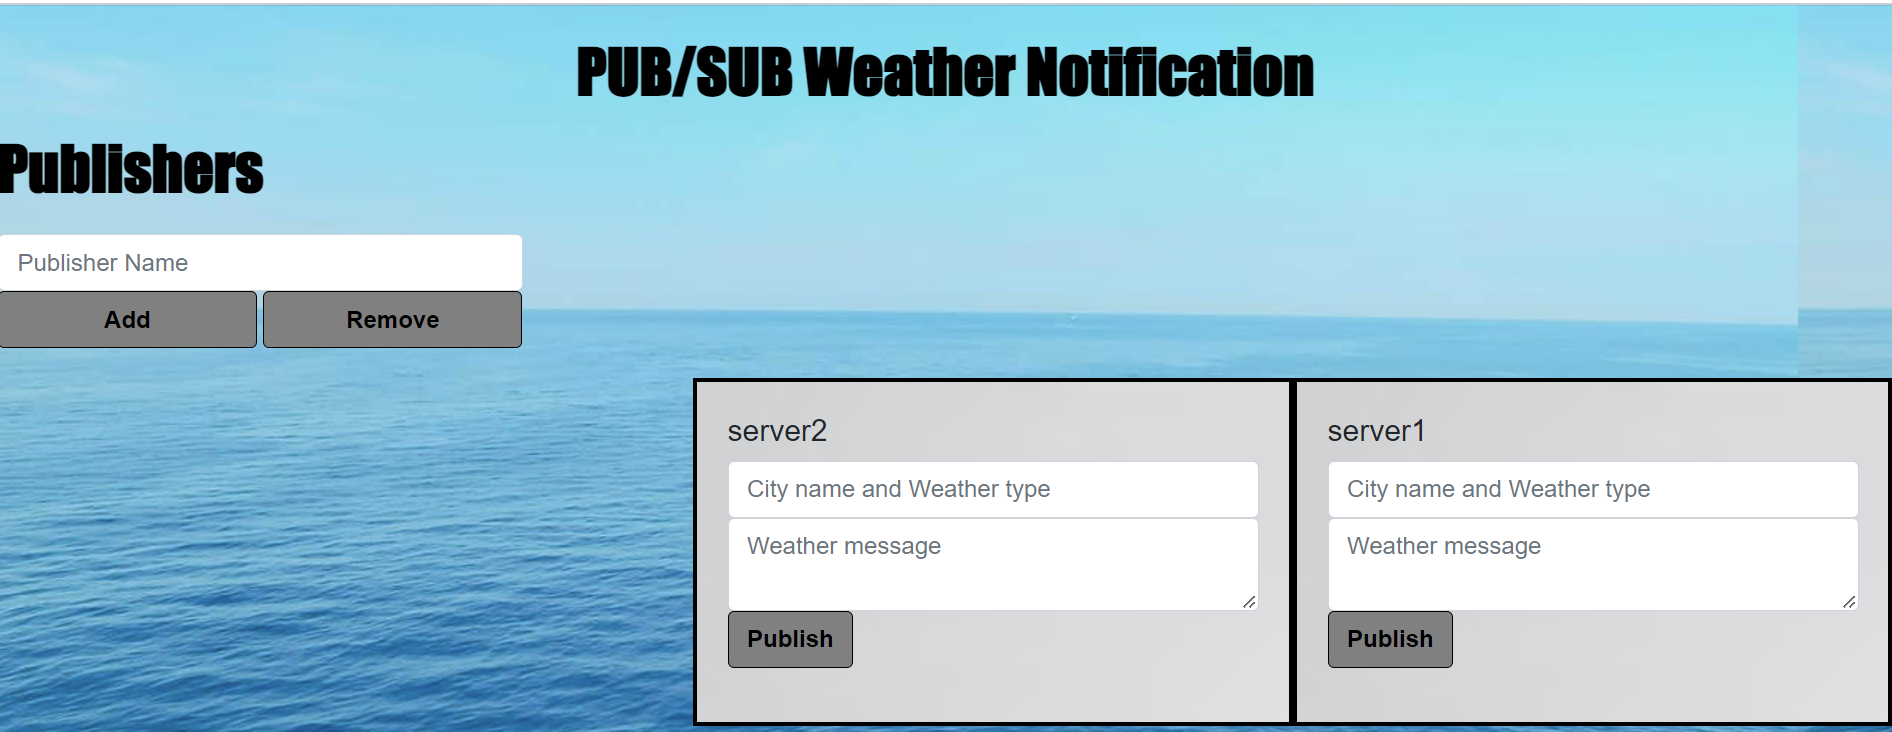 PUB/SUB Weather Notification
Publishers
Publisher Name
Add Remove
server2
City name and Weather type
Weather message
Publish
server1
City name and Weather type
Weather message
Publish